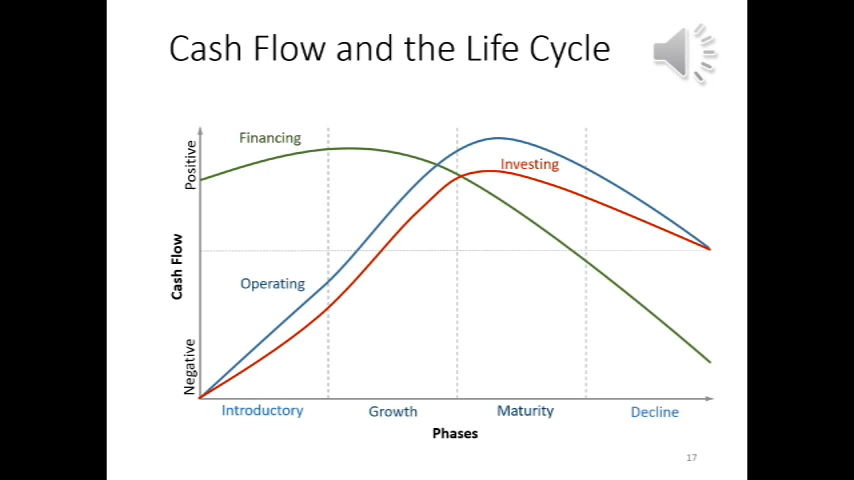 Cash Flow and the Life Cycle
Financing
Investing
Operating
Positive
Cash Flow
Negative
Introductory
Growth
Maturity
Decline
Phases
17